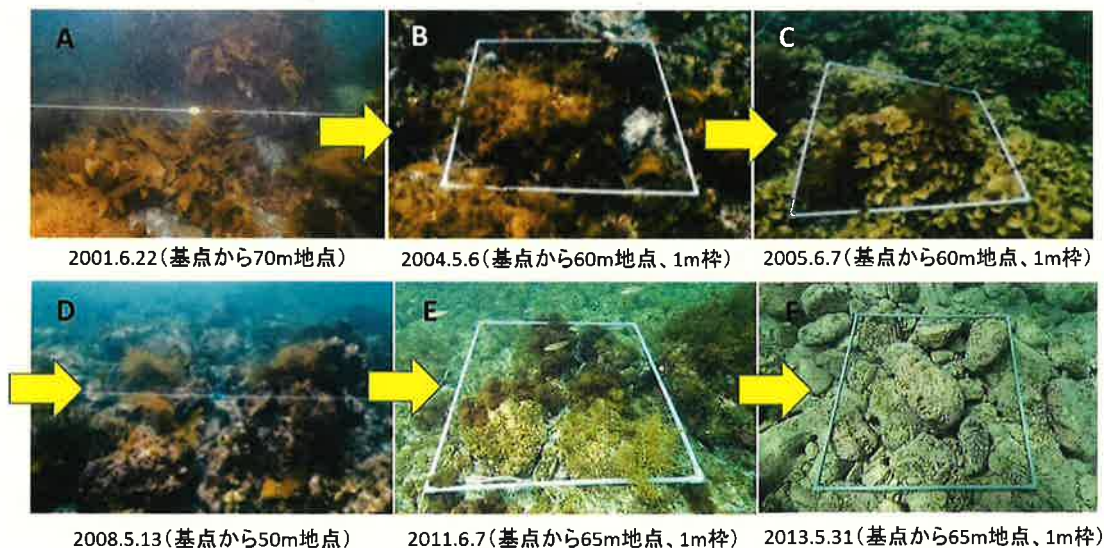 A
B
C
2001.6.22(基点から70m地点)
2004.5.6(基点から60m地点、1m枠)
2005.6.7(基点から60m地点、1m枠)
D
E
F
2008.5.13(基点から50m地点)
2011.6.7(基点から65m地点、1m枠)
2013.5.31(基点から65m地点、1m枠)